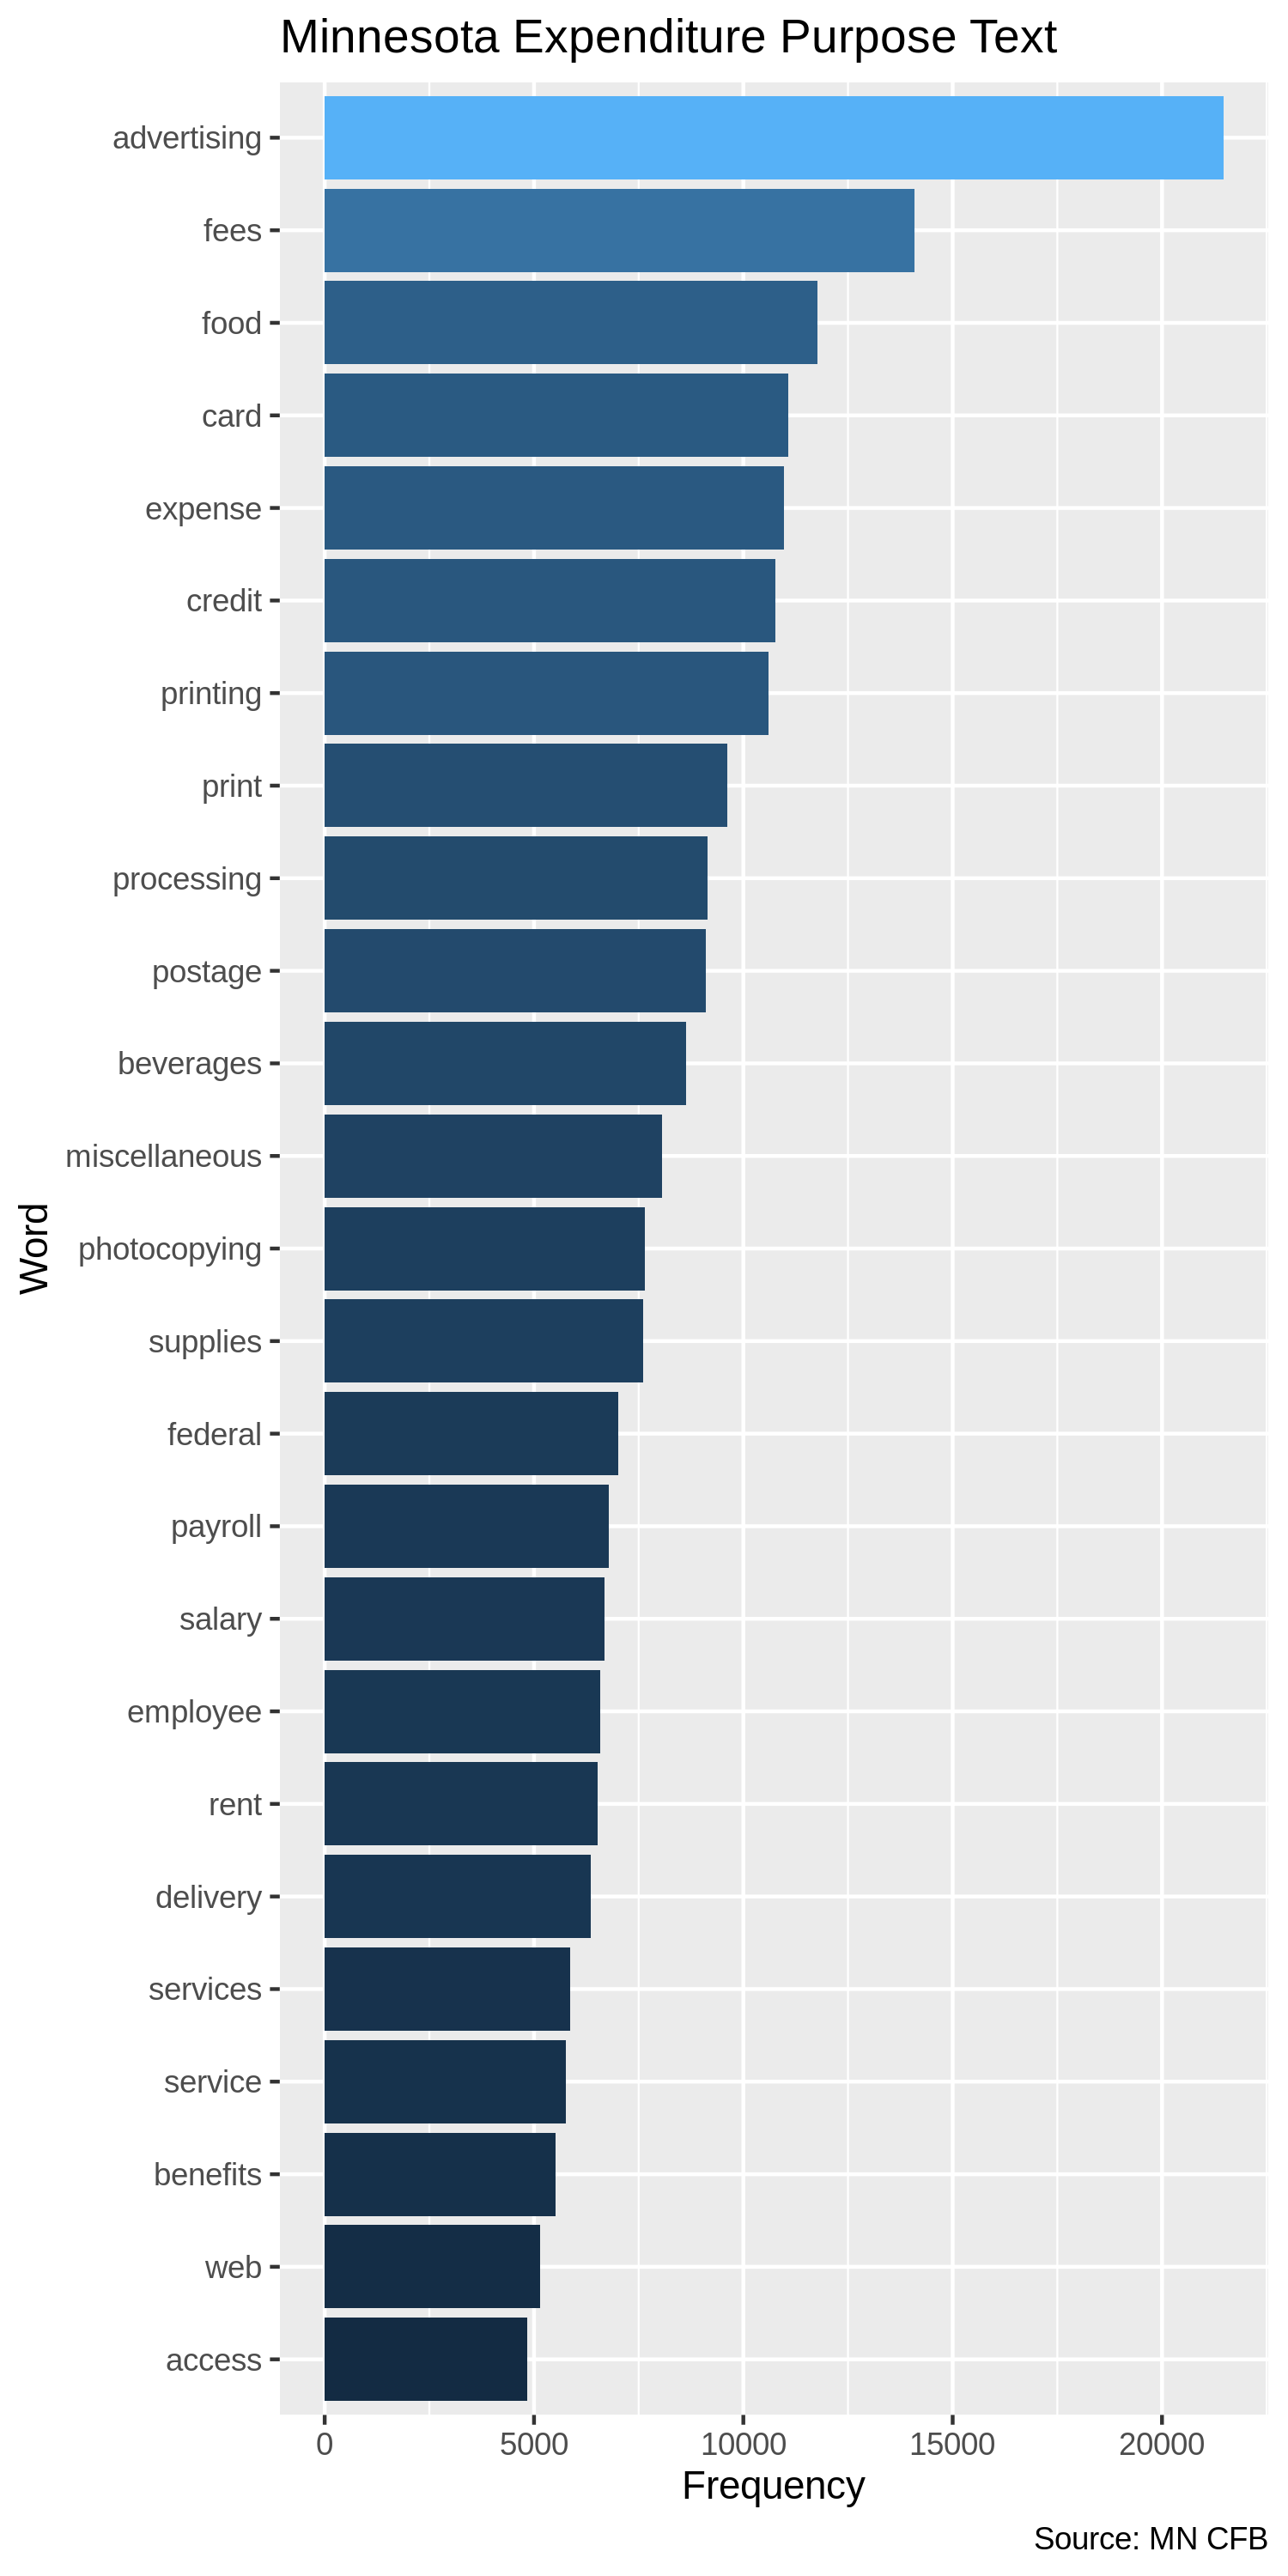 Minnesota Expenditure Purpose Text
advertising
fees
food
card
expense
credit
printing
print
processing
postage
beverages
miscellaneous
photocopying
supplies
federal
payroll
salary
employee
rent
delivery
services
service
benefits
web
access
Word
0 5000 10000 15000 20000
Frequency
Source: MN CFB